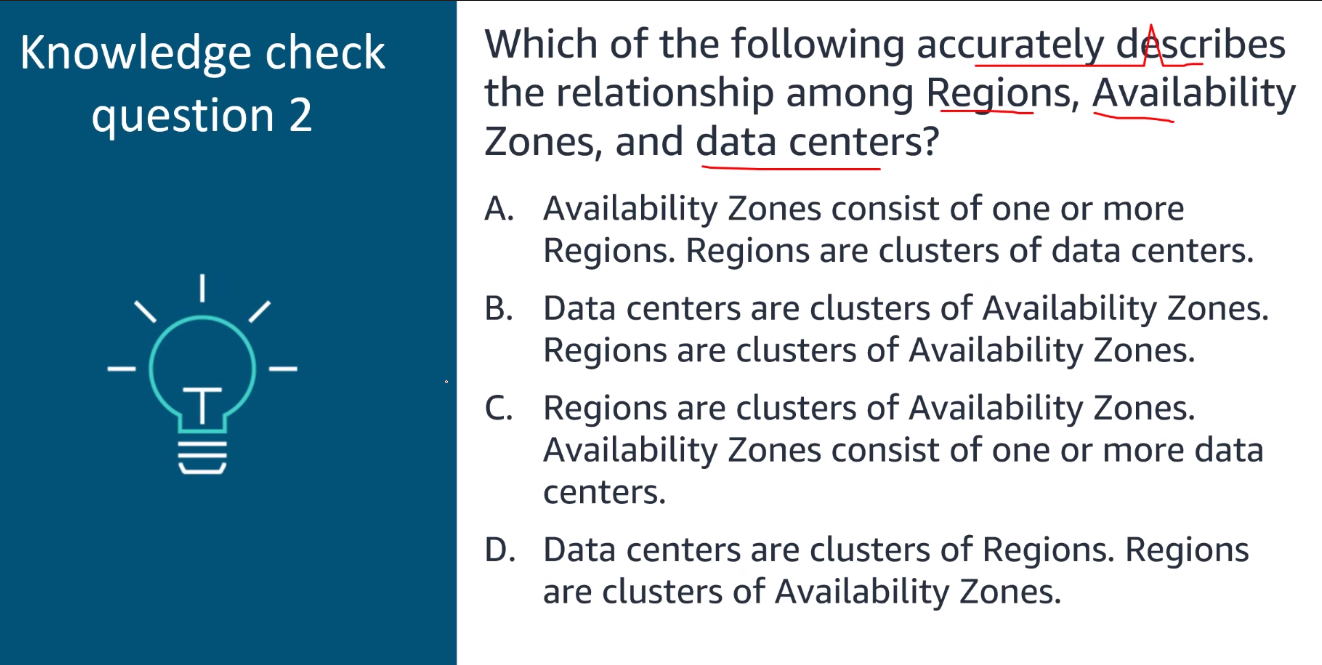 Knowledge check
question 2
Which of the following accurately describes
the relationship among Regions, Availability
Zones, and data centers?
A. Availability Zones consist of one or more
Regions. Regions are clusters of data centers.
B. Data centers are clusters of Availability Zones.
Regions are clusters of Availability Zones.
C. Regions are clusters of Availability Zones.
Availability Zones consist of one or more data
centers.
D. Data centers are clusters of Regions. Regions
are clusters of Availability Zones.